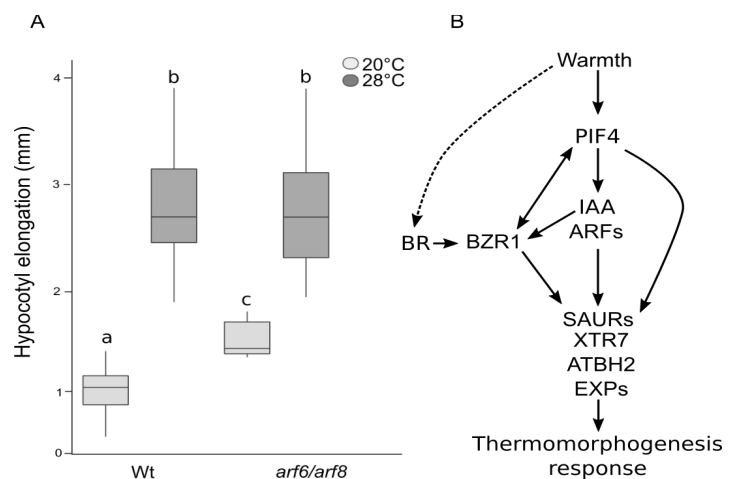 A
20°C
28°C
Hypocotyl elongation (mm)
4
3
2
1
0
a
b
c
b
Wt
arf6/arf8
B
Warmth
PIF4
IAA
ARFs
BR
BZR1
SAURs
XTR7
ATBH2
EXPs
Thermomorphogenesis
response